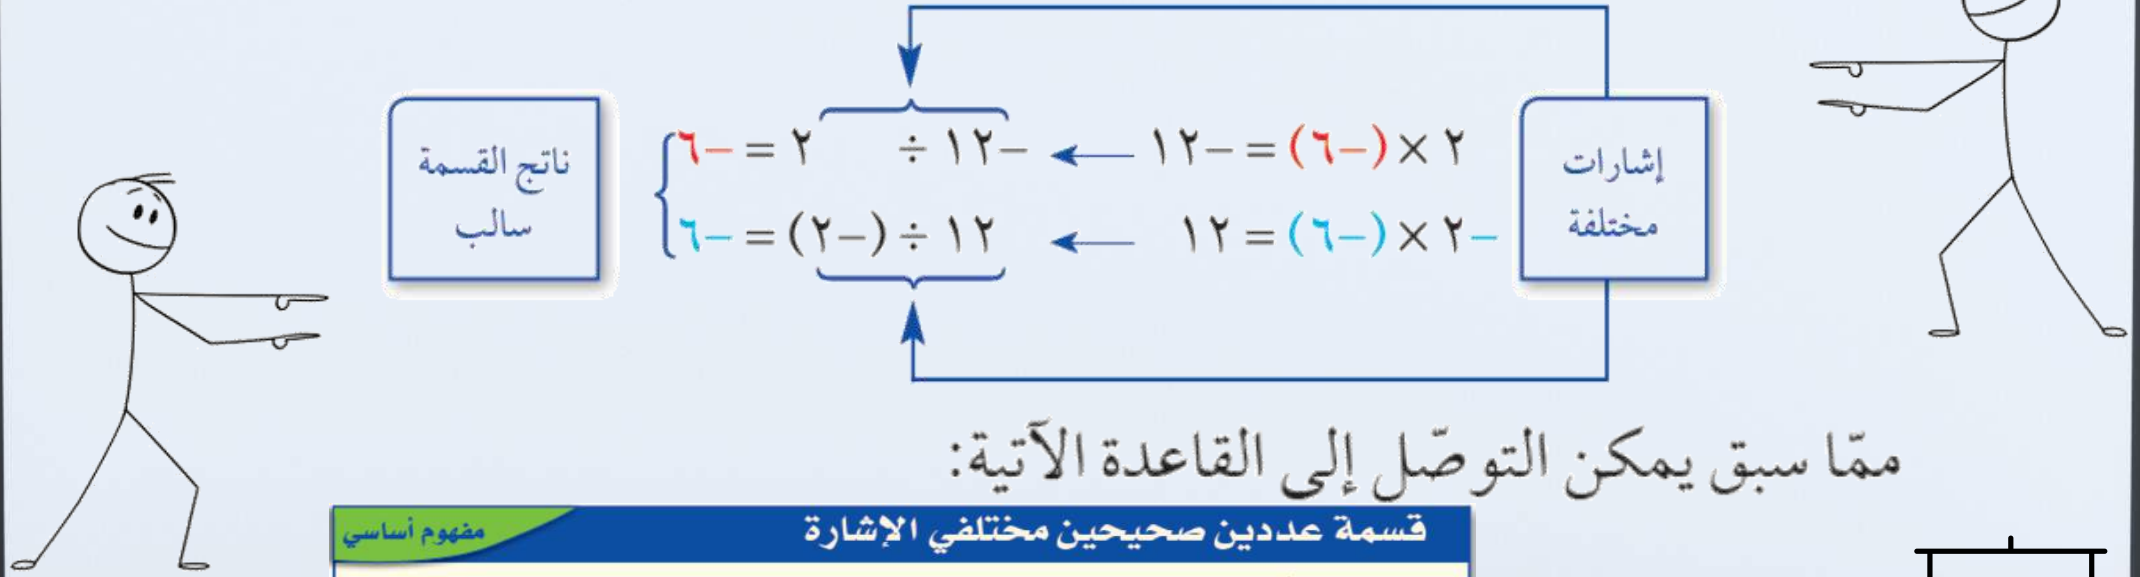 إشارات
مختلفة
٢ × (−٦) = −١٢ ← −١٢ ÷ ٢ = −٦
−٢ × (−٦) = ١٢ ← ١٢ ÷ (−٢) = −٦
ناتج القسمة
سالب
ممّا سبق يمكن التوصّل إلى القاعدة الآتية:
قسمة عددين صحيحين مختلفي الإشارة
مفهوم أساسي